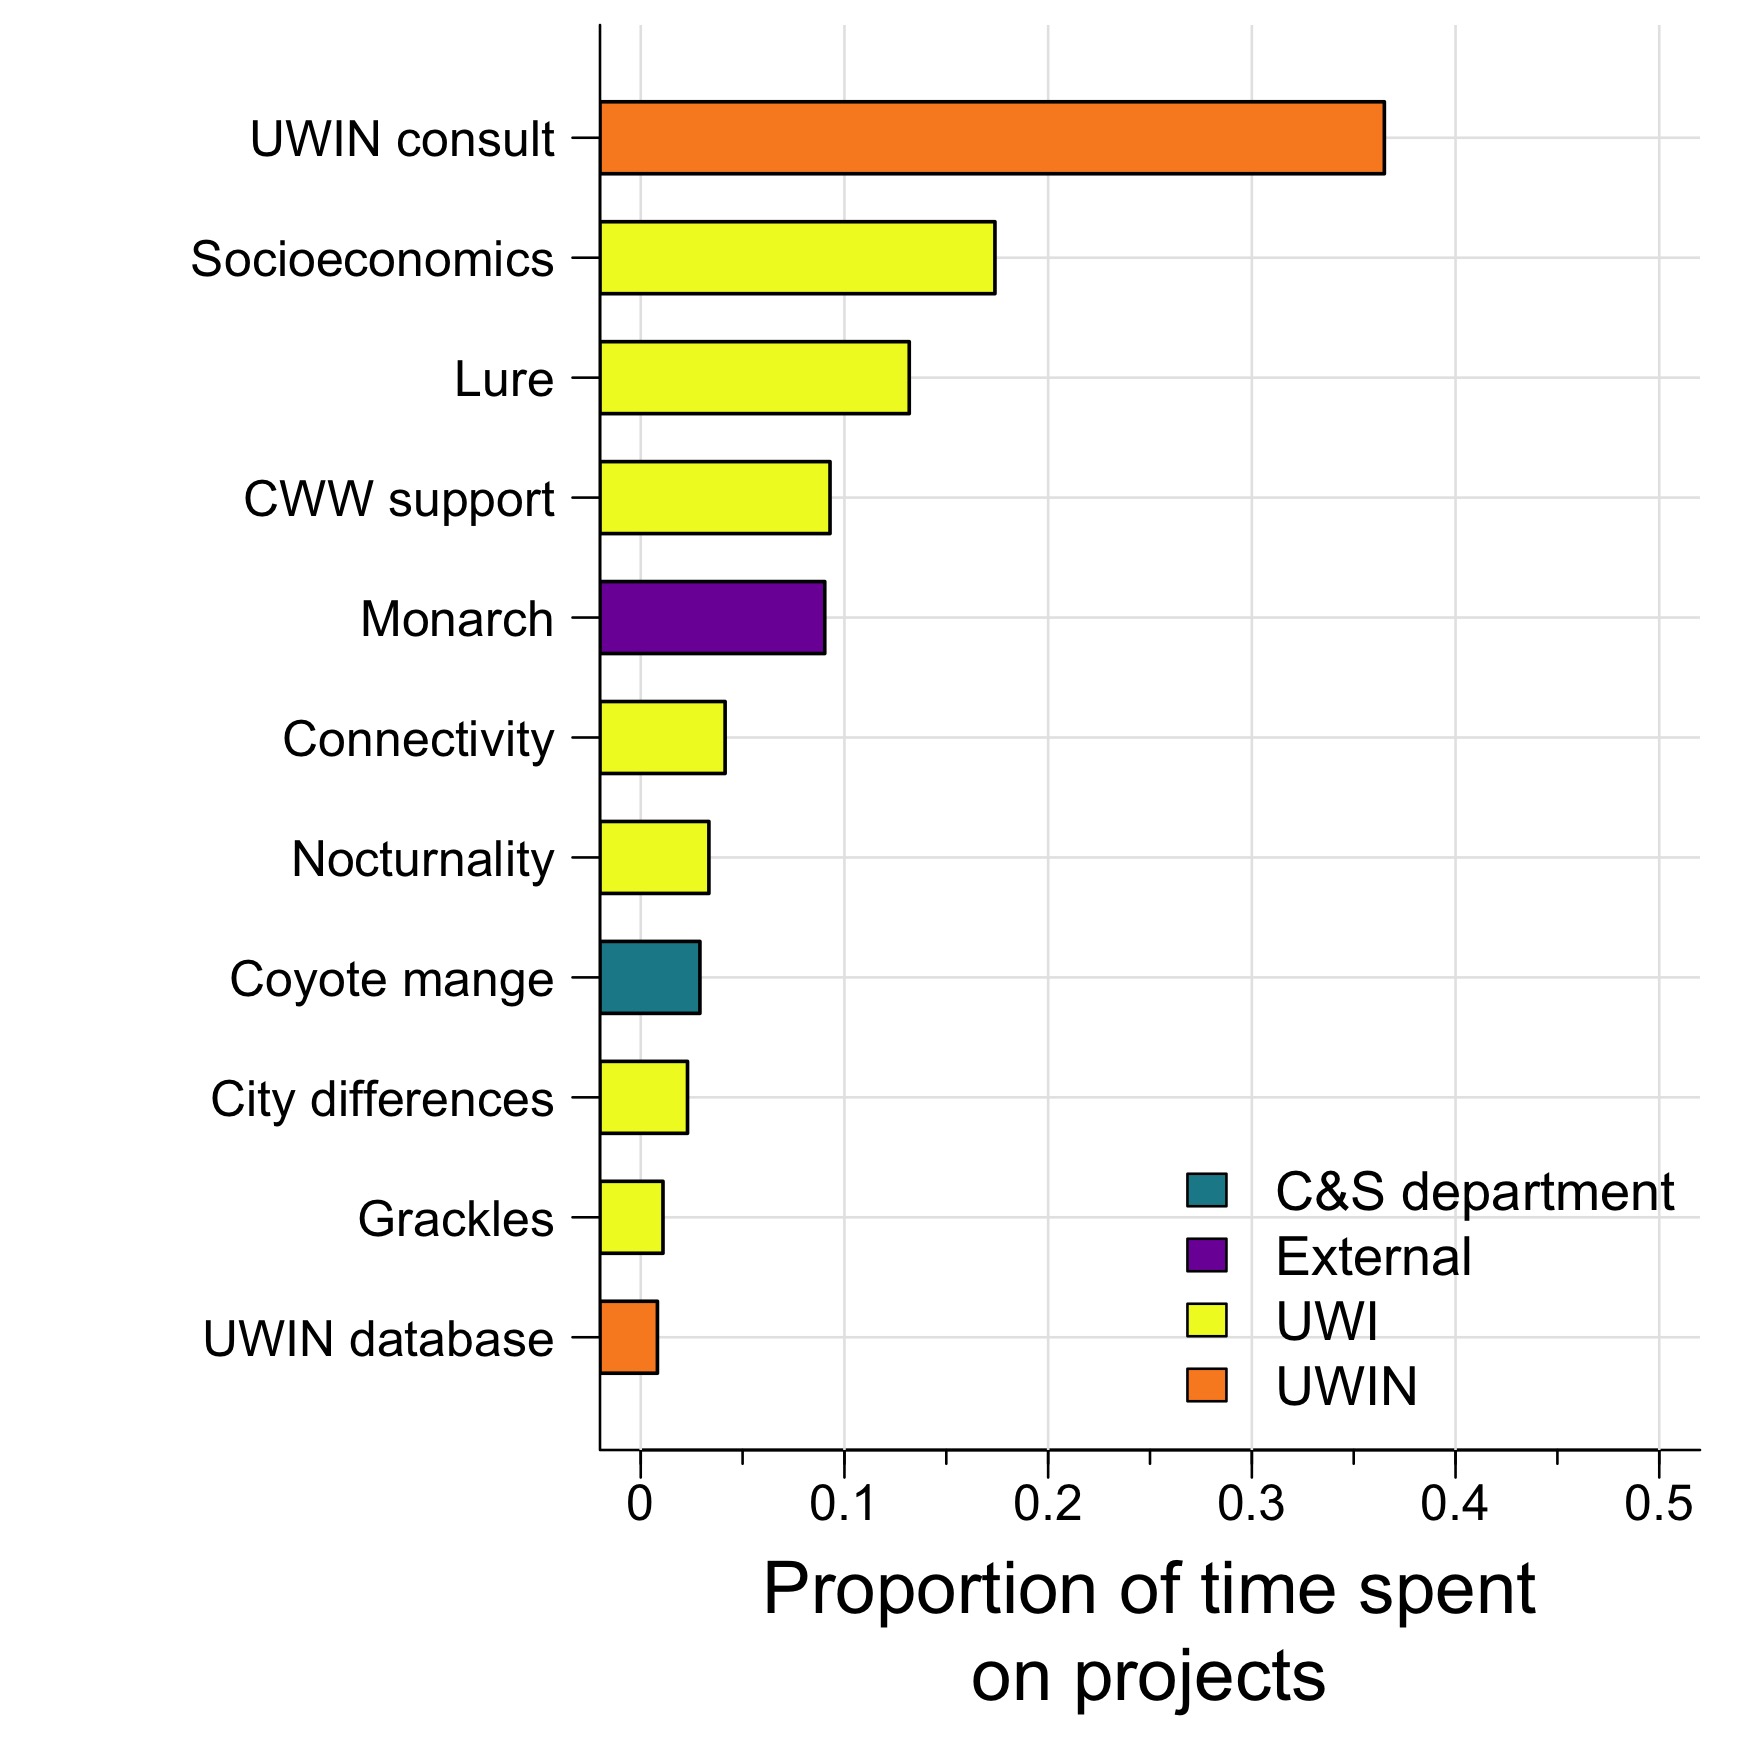 UWIN consult
Socioeconomics
Lure
CWW support
Monarch
Connectivity
Nocturnality
Coyote mange
City differences
Grackles
UWIN database
C&S department
External
UWI
UWIN
0 0.1 0.2 0.3 0.4 0.5
Proportion of time spent
on projects